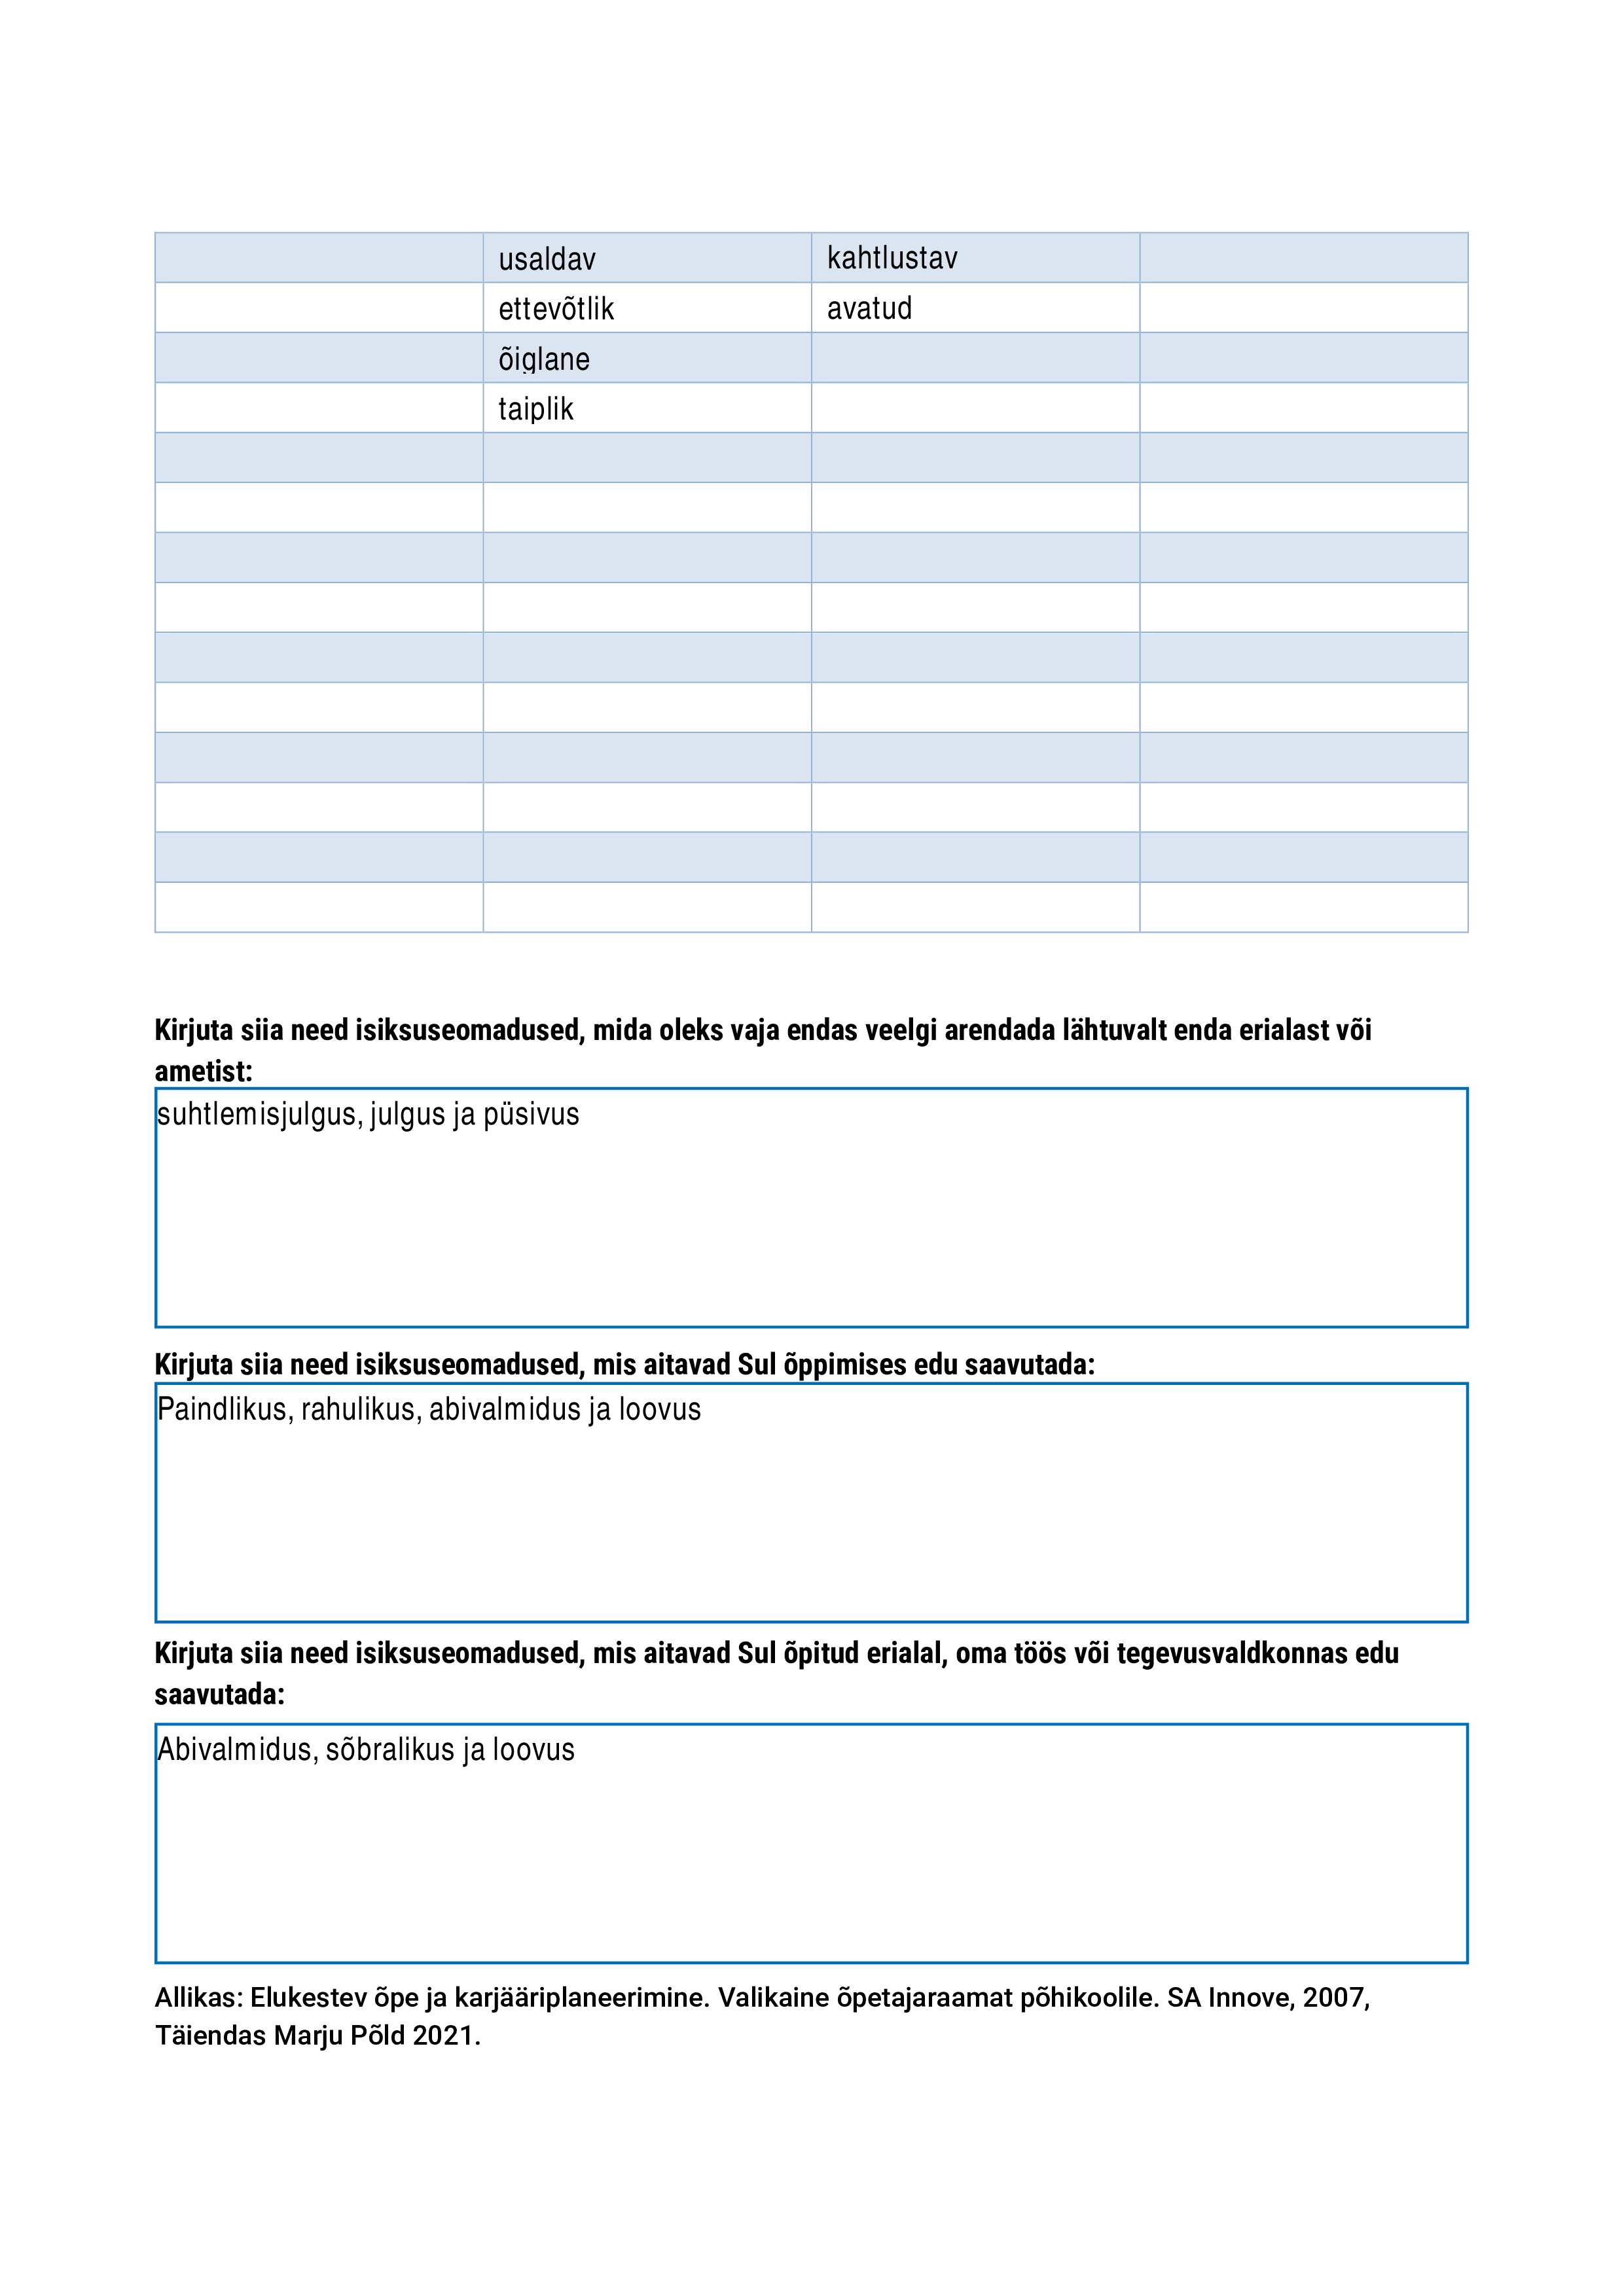 usaldav kahtlustav
ettevõtlik avatud
õiglane
taiplik
Kirjuta siia need isiksuseomadused, mida oleks vaja endas veelgi arendada lähtuvalt enda erialast või
ametist:
suhtlemisjulgus, julgus ja püsivus
Kirjuta siia need isiksuseomadused, mis aitavad Sul õppimises edu saavutada:
Paindlikus, rahulikus, abivalmidus ja loovus
Kirjuta siia need isiksuseomadused, mis aitavad Sul õpitud erialal, oma töös või tegevusvaldkonnas edu
saavutada:
Abivalmidus, sõbralikus ja loovus
Allikas: Elukestev õpe ja karjääriplaneerimine. Valikaine õpetajaraamat põhikoolile. SA Innove, 2007,
Täiendas Marju Põld 2021.